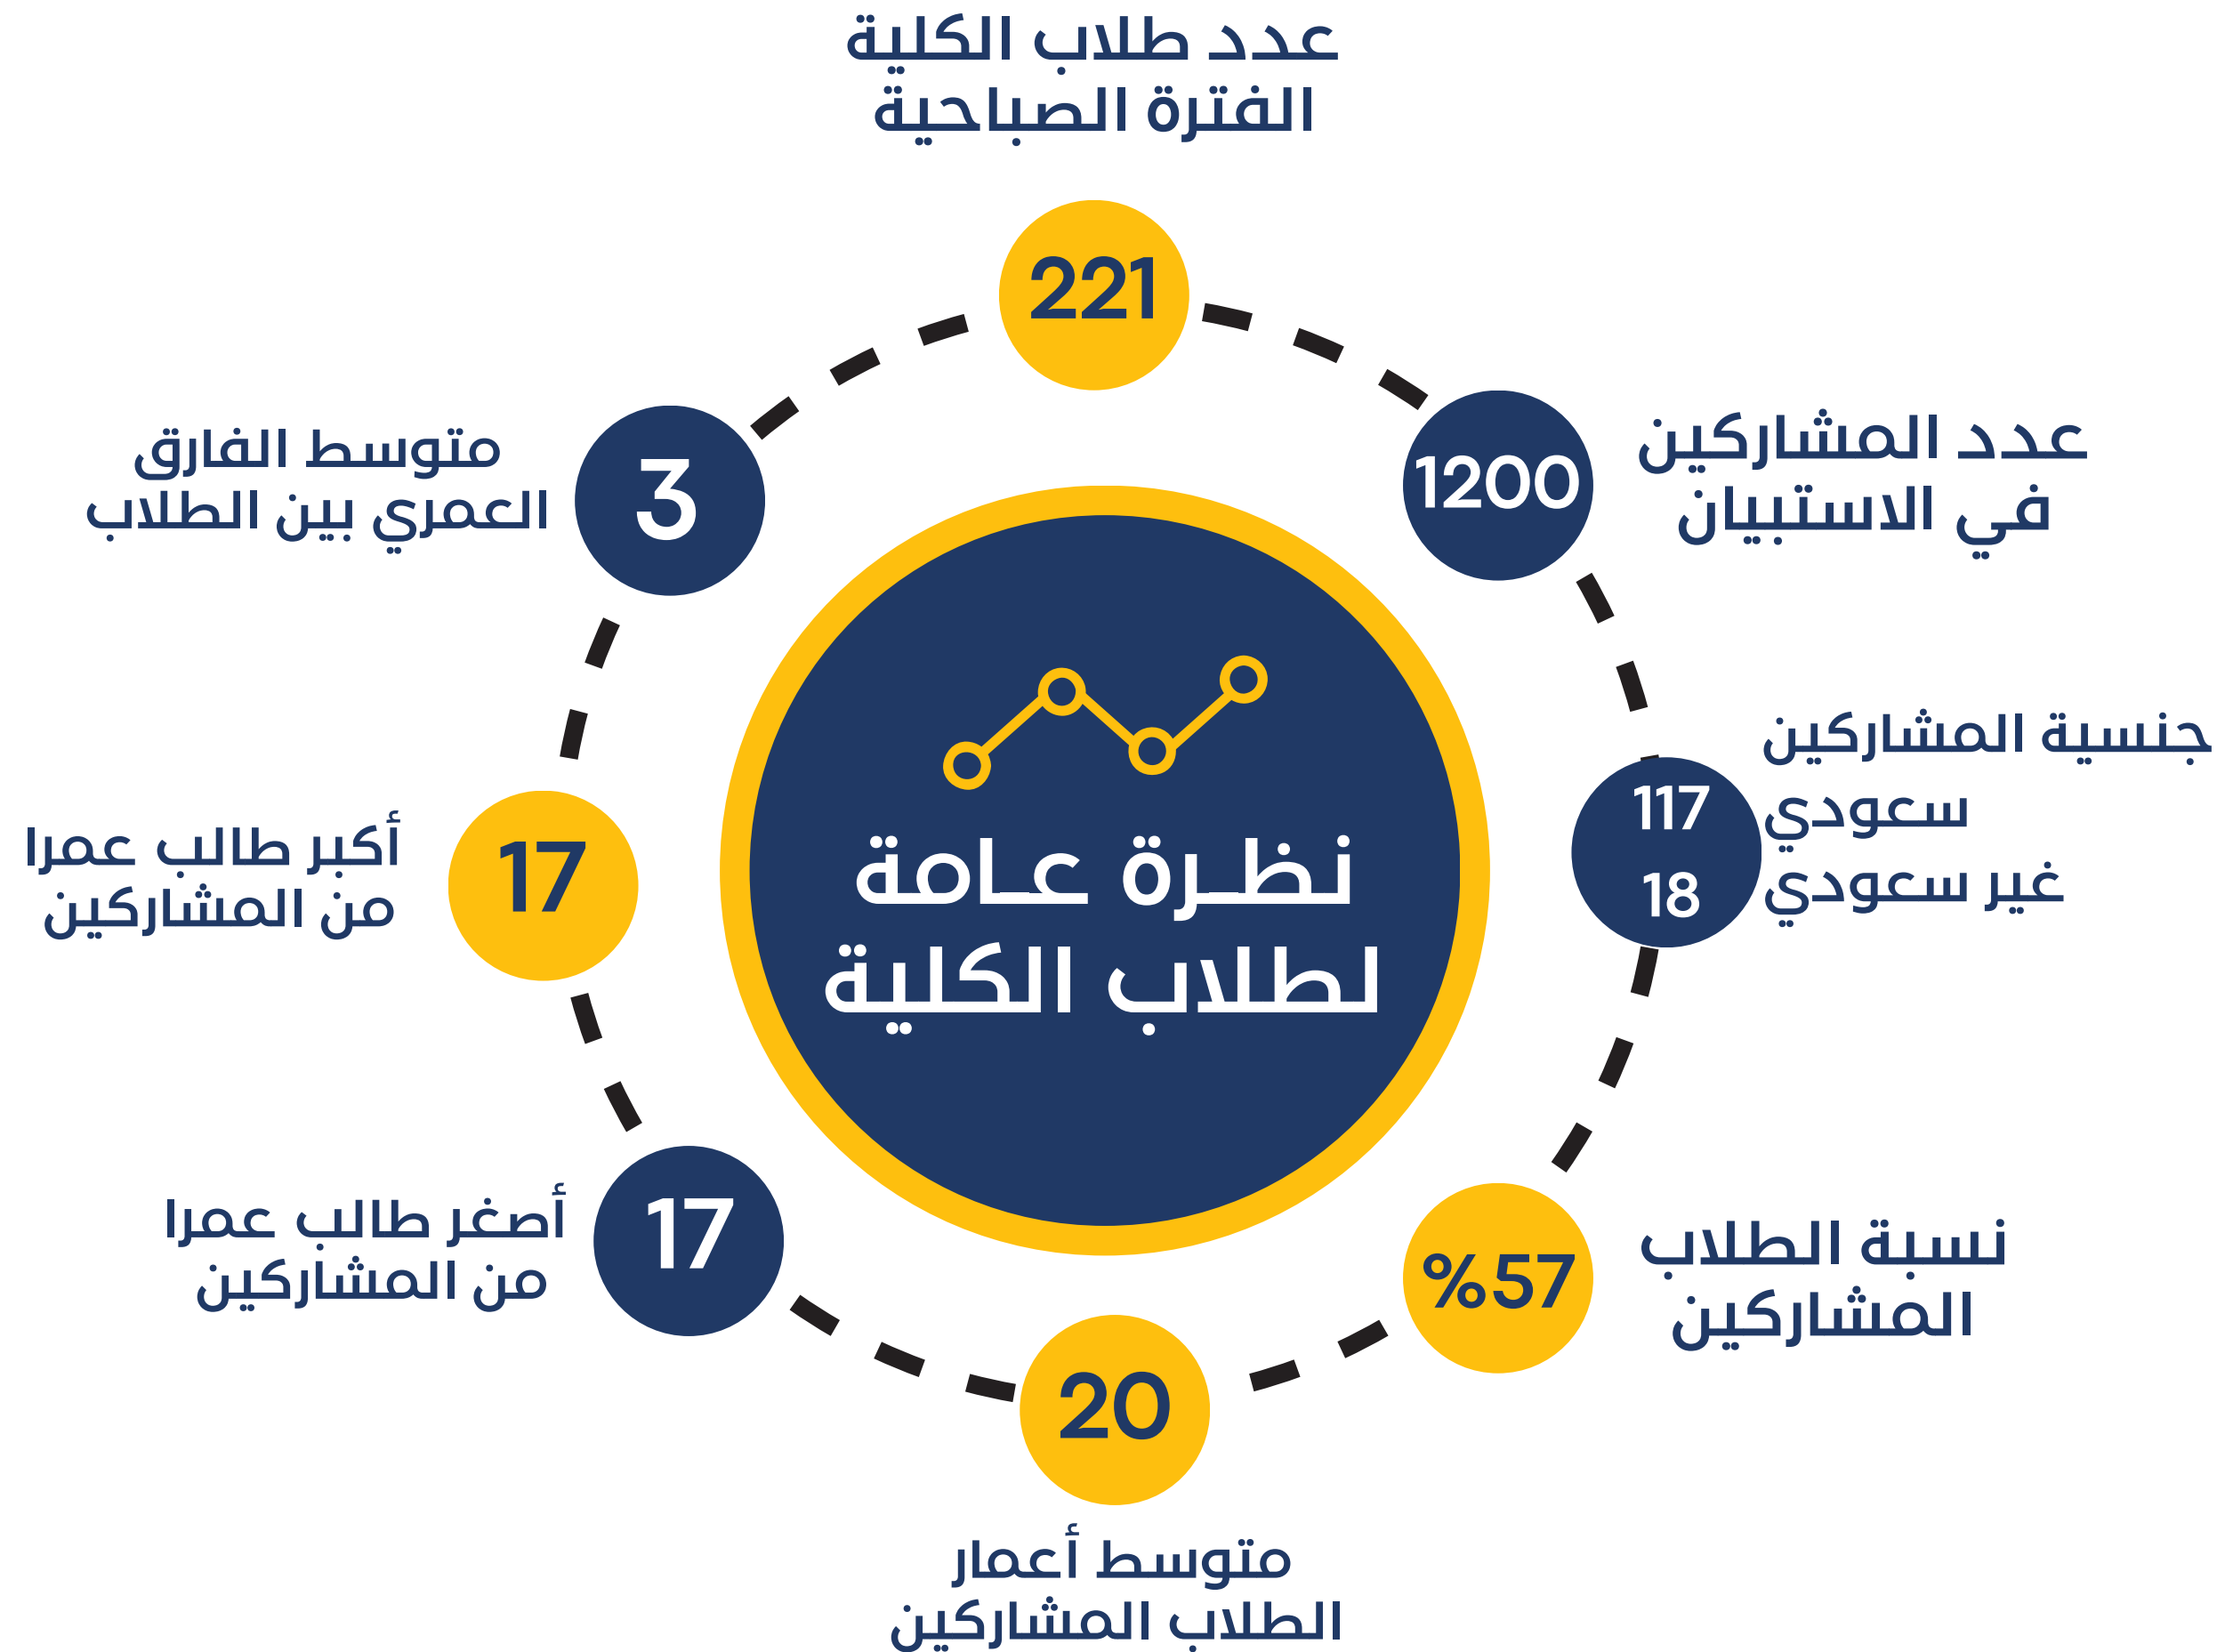 عدد طلاب الكلية
الفترة الصباحية
221
عدد المشاركين
في الاستبيان
1200
جنسية المشاركين
سعودي
117
غير سعودي
18
نسبة الطلاب
المشاركين
%57
متوسط أعمار
الطلاب المشاركين
20
أصغر طالب عمرا
من المشاركين
17
أكبر طالب عمرا
من المشاركين
17
متوسط الفارق
العمري بين الطلاب
3
نظرة عامة
لطلاب الكلية